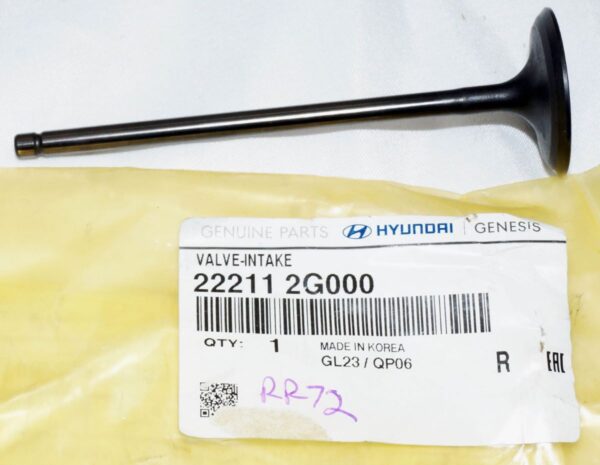 GENUINE PARTS HYUNDAI GENESIS
VALVE-INTAKE
22211 2G000
QTY: 1 MADE IN KOREA
GL23 / QP06
R EAC
RR72